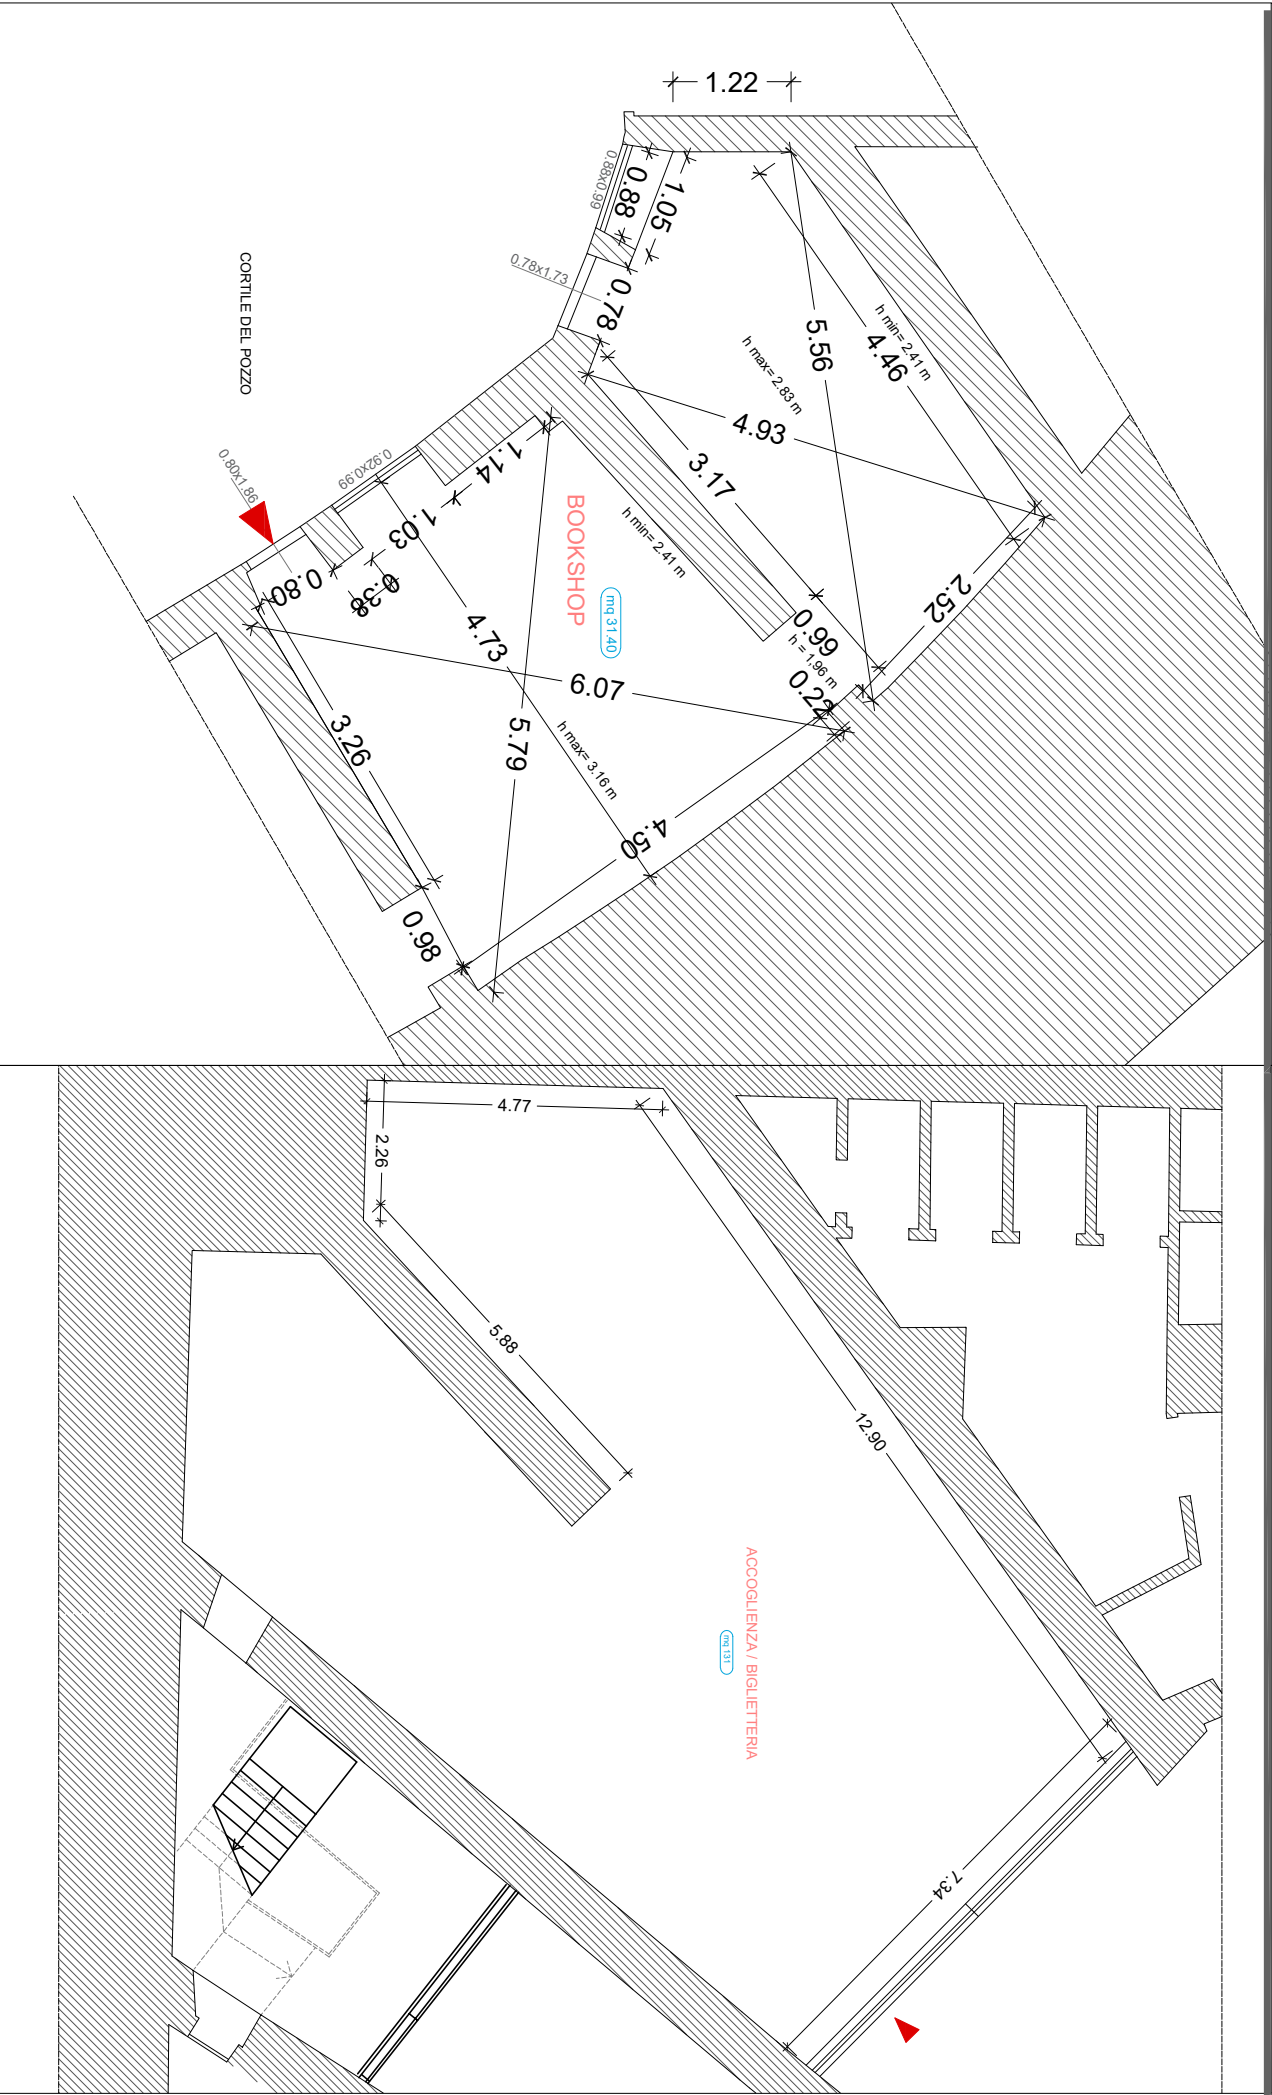 1.22
0.88x0.99
0.88
1.05
0.78x1.73
0.78
h min= 2.41 m
4.46
5.56
h max= 2.83 m
4.93
3.17
CORTILE DEL POZZO
0.80x1.86
0.92x0.99
1.14
1.03
0.38
0.80
BOOKSHOP
mq 31.40
h min= 2.41 m
2.52
0.99
h = 1,96 m
0.22
4.73
6.07
5.79
3.26
h max= 3.16 m
4.50
0.98
4.77
2.26
5.88
12.90
ACCOGLIENZA / BIGLIETTERIA
mq 131
7.34